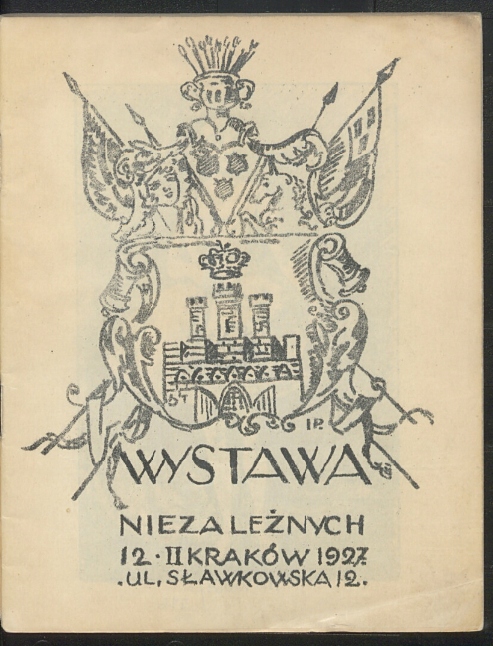 I P.
WYSTAWA
NIEZALEŻNYCH
12 · II KRAKÓW 1927.
. UL, SŁAWKOWSKA 12.